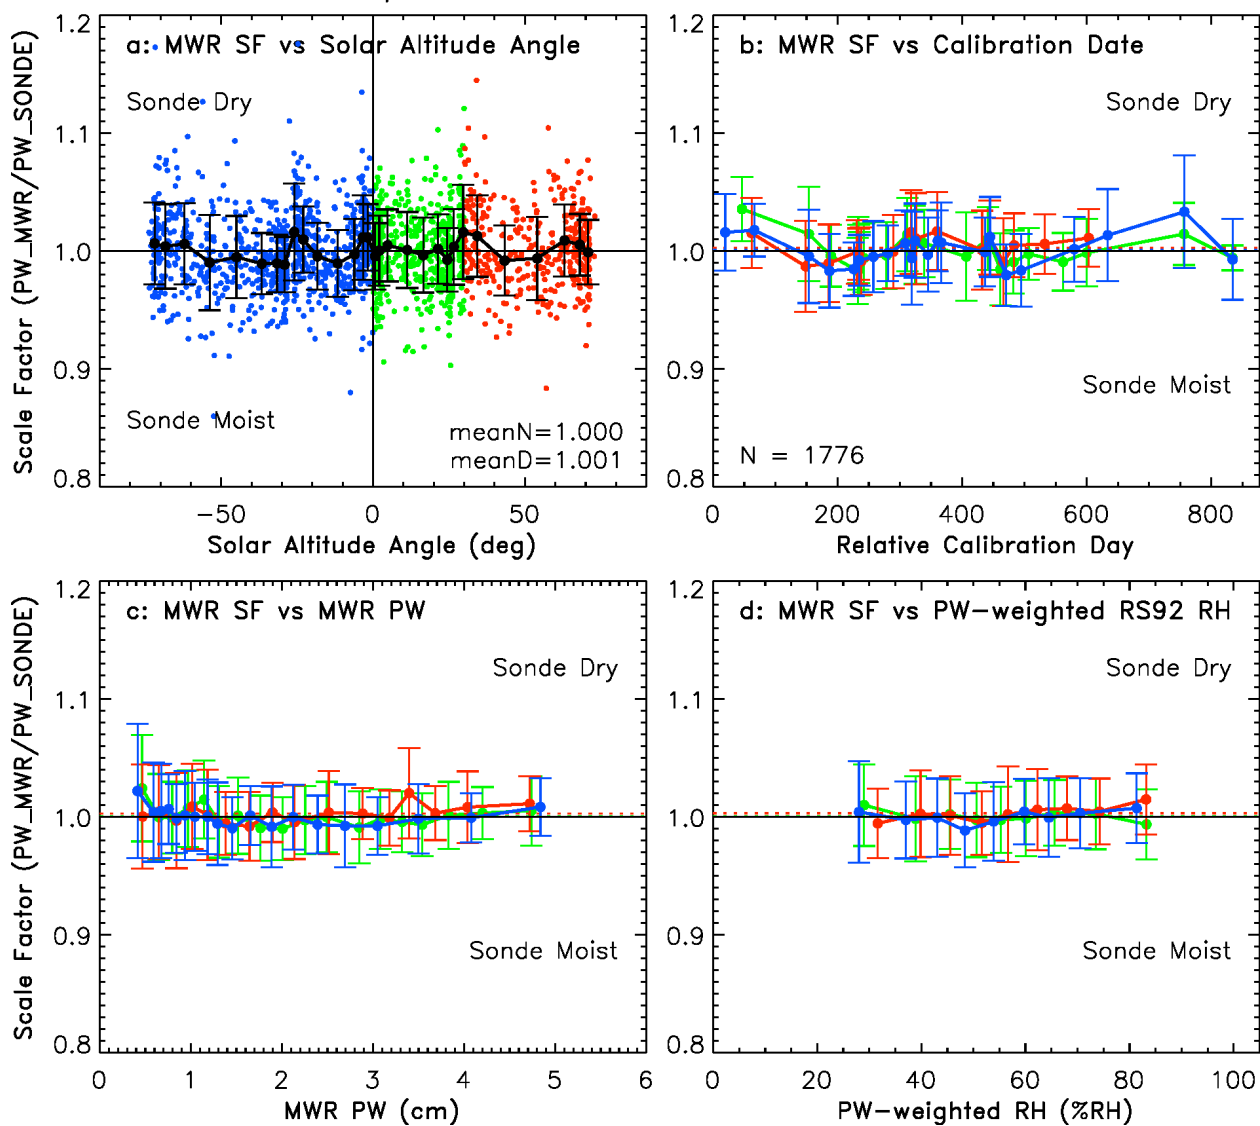 1.2
1.1
1.0
0.9
0.8
Scale Factor (PW_MWR/PW_SONDE)
a: MWR SF vs Solar Altitude Angle
Sonde Dry
Sonde Moist
meanN=1.000
meanD=1.001
−50 0 50
Solar Altitude Angle (deg)
1.2
1.1
1.0
0.9
0.8
b: MWR SF vs Calibration Date
Sonde Dry
Sonde Moist
N = 1776
0 200 400 600 800
Relative Calibration Day
1.2
1.1
1.0
0.9
0.8
Scale Factor (PW_MWR/PW_SONDE)
c: MWR SF vs MWR PW
Sonde Dry
Sonde Moist
0 1 2 3 4 5 6
MWR PW (cm)
1.2
1.1
1.0
0.9
0.8
d: MWR SF vs PW−weighted RS92 RH
Sonde Dry
Sonde Moist
0 20 40 60 80 100
PW−weighted RH (%RH)